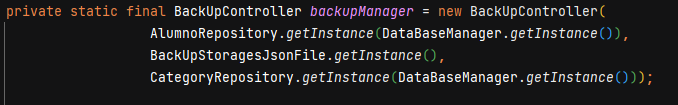 private static final BackUpController backupManager = new BackUpController(
AlumnoRepository.getInstance(DataBaseManager.getInstance()),
BackUpStoragesJsonFile.getInstance(),
CategoryRepository.getInstance(DataBaseManager.getInstance()));